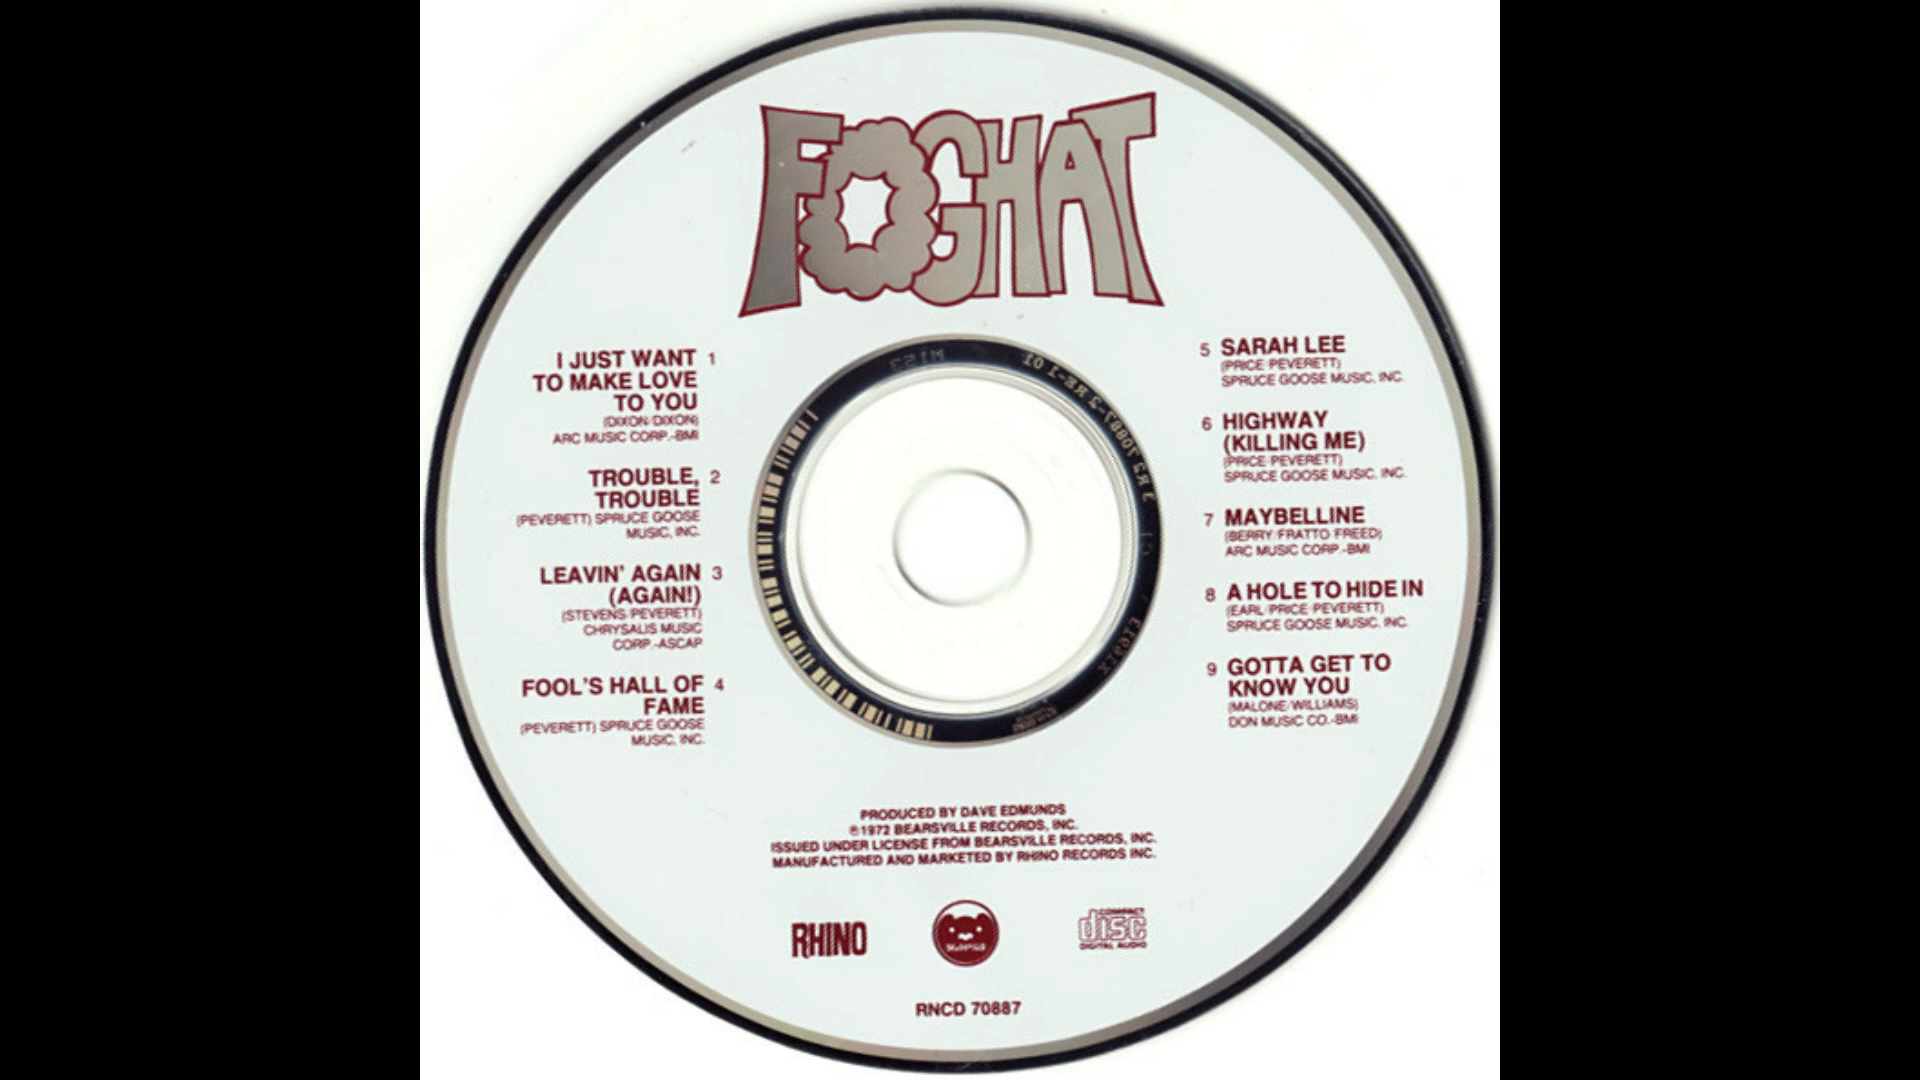 FOGHAT
I JUST WANT 1
TO MAKE LOVE
TO YOU
(DIXON/DIXON)
ARC MUSIC CORP.-BMI
TROUBLE, 2
TROUBLE
(PEVERETT) SPRUCE GOOSE
MUSIC, INC.
LEAVIN' AGAIN 3
(AGAIN!)
(STEVENS/PEVERETT)
CHRYSALIS MUSIC
CORP.-ASCAP
FOOL'S HALL OF 4
FAME
(PEVERETT) SPRUCE GOOSE
MUSIC, INC.
5 SARAH LEE
(PRICE/PEVERETT)
SPRUCE GOOSE MUSIC, INC.
6 HIGHWAY
(KILLING ME)
(PRICE/PEVERETT)
SPRUCE GOOSE MUSIC, INC.
7 MAYBELLINE
(BERRY/FRATTO/FREED)
ARC MUSIC CORP.-BMI
8 A HOLE TO HIDE IN
(EARL/PRICE/PEVERETT)
SPRUCE GOOSE MUSIC, INC.
9 GOTTA GET TO
KNOW YOU
(MALONE/WILLIAMS)
DON MUSIC CO.-BMI
PRODUCED BY DAVE EDMUNDS
℗1972 BEARSVILLE RECORDS, INC.
ISSUED UNDER LICENSE FROM BEARSVILLE RECORDS, INC.
MANUFACTURED AND MARKETED BY RHINO RECORDS INC.
RHINO
COMPACT
disc
DIGITAL AUDIO
RNCD 70887